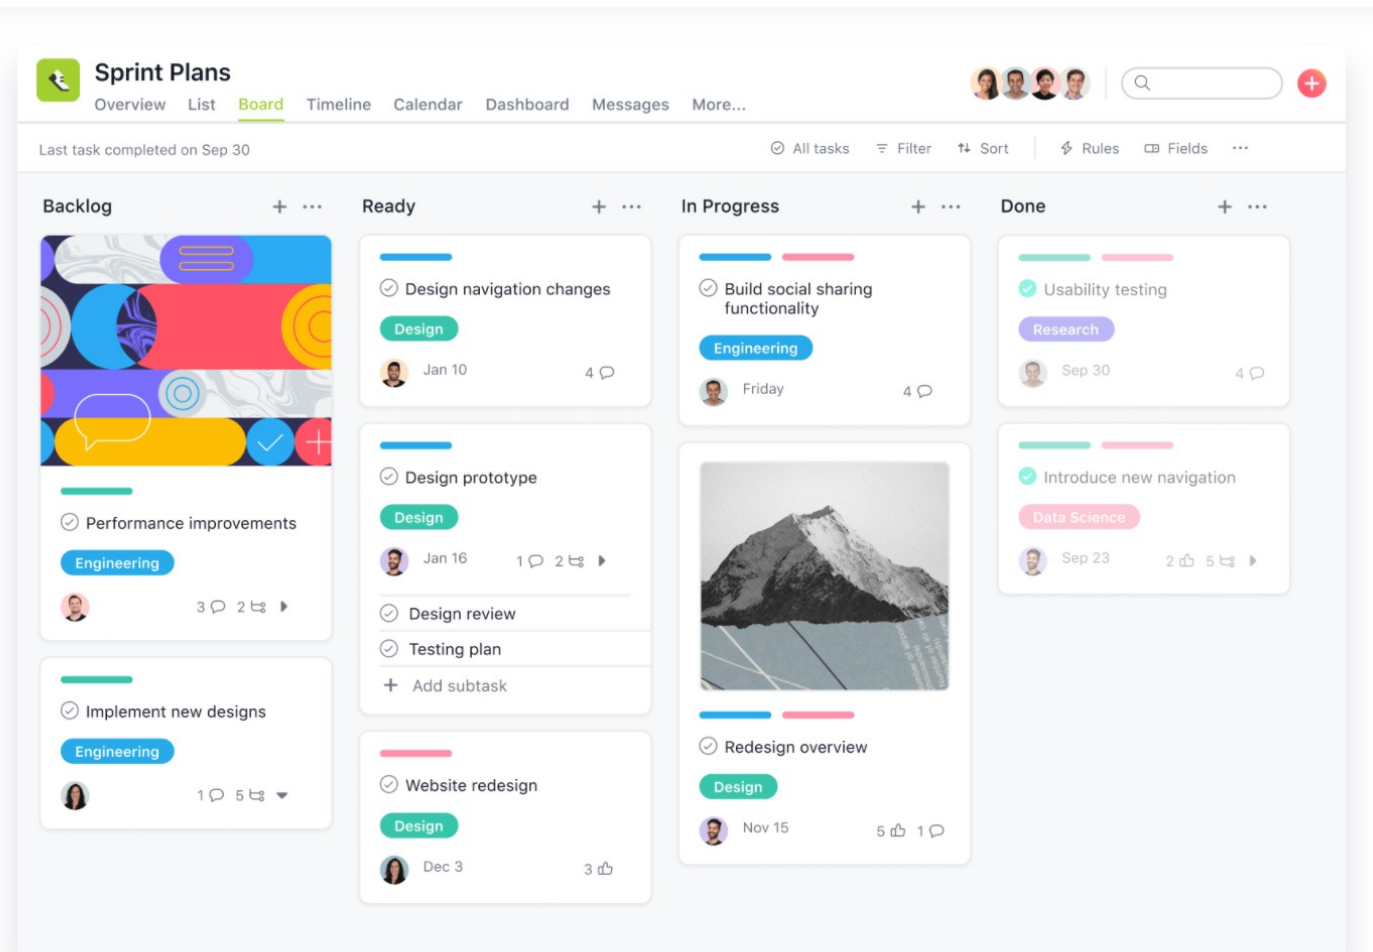 Sprint Plans
Overview List Board Timeline Calendar Dashboard Messages More...
Last task completed on Sep 30
All tasks Filter Sort Rules Fields
Backlog
Performance improvements
Engineering
3 2
Implement new designs
Engineering
1 5
Ready
Design navigation changes
Design
Jan 10 4
Design prototype
Design
Jan 16 1 2
Design review
Testing plan
Add subtask
Website redesign
Design
Dec 3 3
In Progress
Build social sharing
functionality
Engineering
Friday 4
Redesign overview
Design
Nov 15 5 1
Done
Usability testing
Research
Sep 30 4
Introduce new navigation
Data Science
Sep 23 2 5